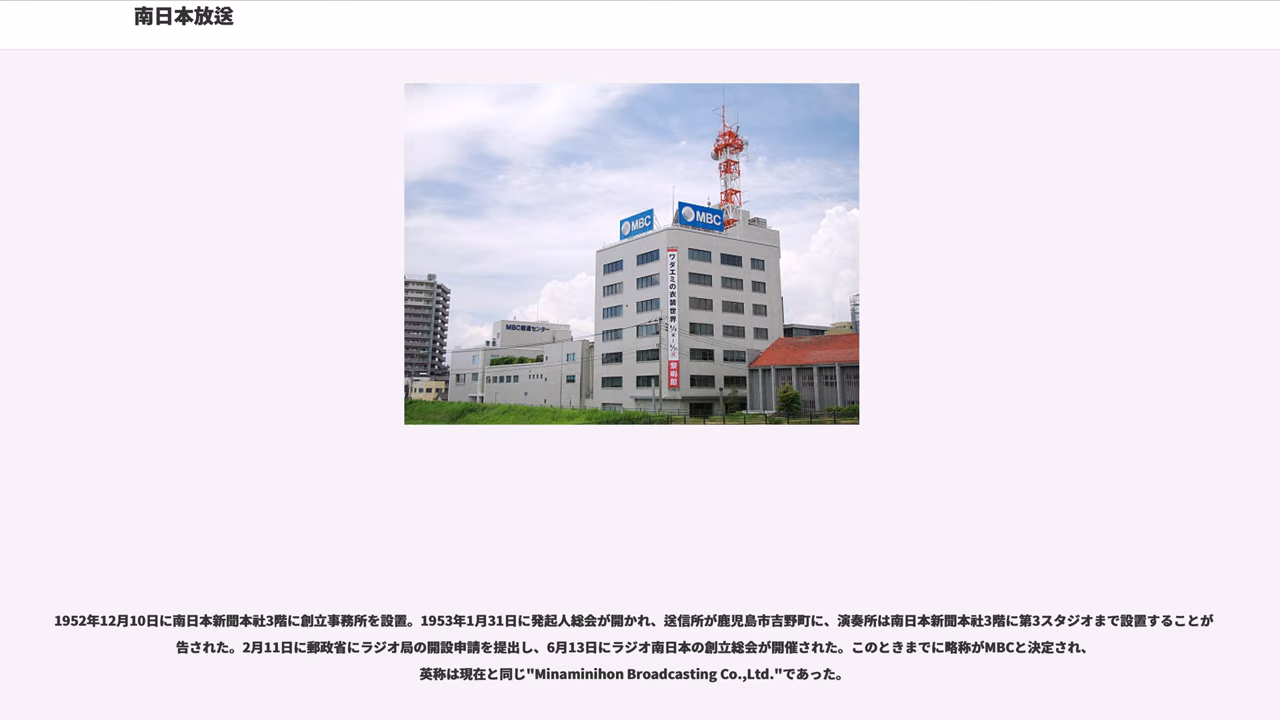 南日本放送
MBC
MBC
ワダエミの衣装世界
黎明館
MBC報道センター
1952年12月10日に南日本新聞本社3階に創立事務所を設置。1953年1月31日に発起人総会が開かれ、送信所が鹿児島市吉野町に、演奏所は南日本新聞本社3階に第3スタジオまで設置することが
告された。2月11日に郵政省にラジオ局の開設申請を提出し、6月13日にラジオ南日本の創立総会が開催された。このときまでに略称がMBCと決定され、
英称は現在と同じ"Minaminihon Broadcasting Co.,Ltd."であった。